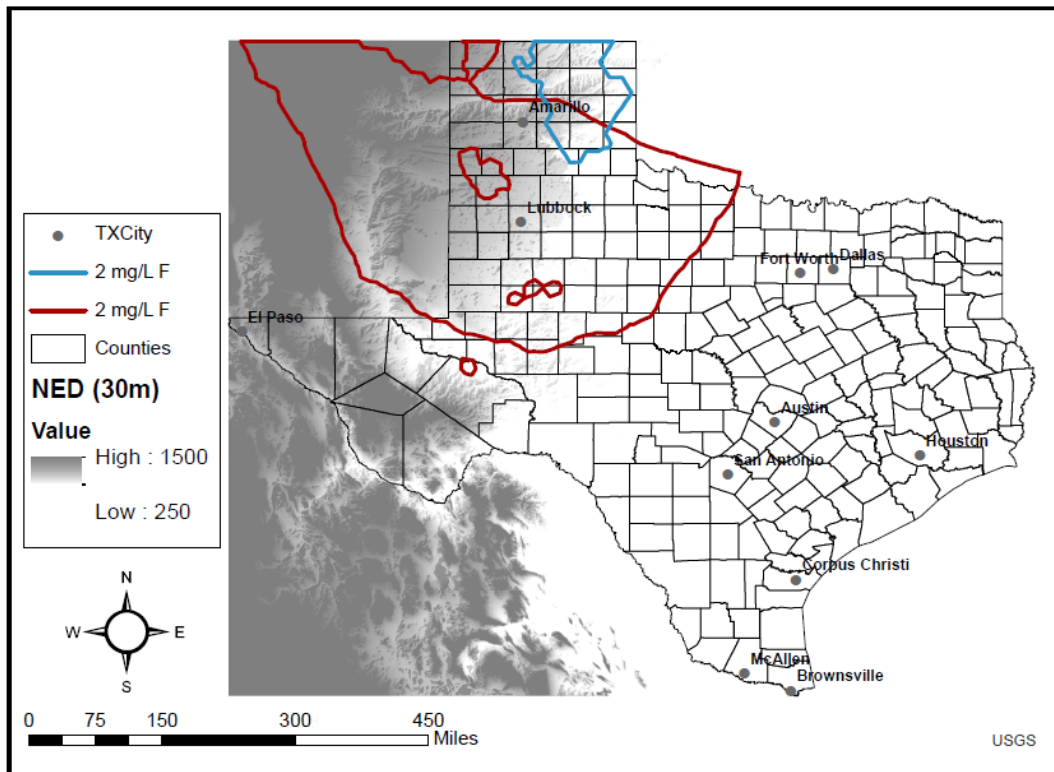 Amarillo
Lubbock
Fort Worth
Dallas
El Paso
Austin
Houston
San Antonio
Corpus Christi
McAllen
Brownsville
TXCity
2 mg/L F
2 mg/L F
Counties
NED (30m)
Value
High : 1500
Low : 250
N
W E
S
0 75 150 300 450
Miles
USGS